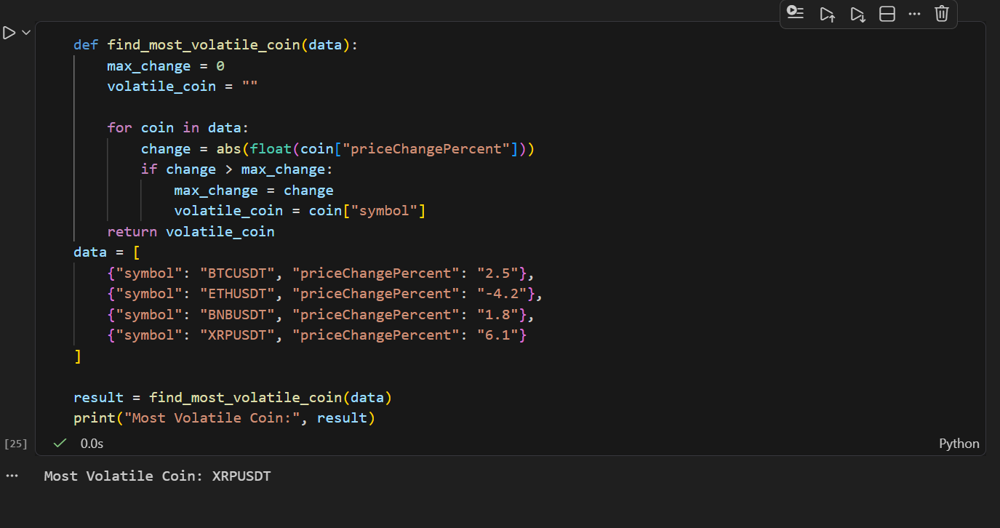 def find_most_volatile_coin(data):
    max_change = 0
    volatile_coin = ""

    for coin in data:
        change = abs(float(coin["priceChangePercent"]))
        if change > max_change:
            max_change = change
            volatile_coin = coin["symbol"]
    return volatile_coin
data = [
    {"symbol": "BTCUSDT", "priceChangePercent": "2.5"},
    {"symbol": "ETHUSDT", "priceChangePercent": "-4.2"},
    {"symbol": "BNBUSDT", "priceChangePercent": "1.8"},
    {"symbol": "XRPUSDT", "priceChangePercent": "6.1"}
]

result = find_most_volatile_coin(data)
print("Most Volatile Coin:", result)
[25] 0.0s Python
Most Volatile Coin: XRPUSDT